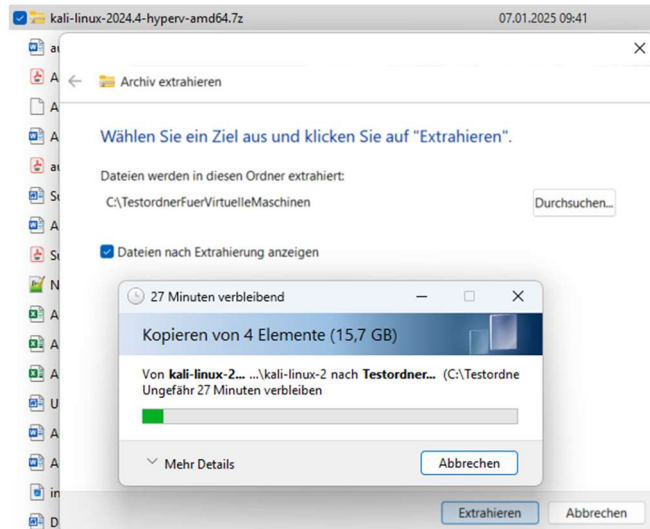 kali-linux-2024.4-hyperv-amd64.7z 07.01.2025 09:41
Archiv extrahieren
Wählen Sie ein Ziel aus und klicken Sie auf "Extrahieren".
Dateien werden in diesen Ordner extrahiert:
C:\TestordnerFuerVirtuelleMaschinen Durchsuchen...
Dateien nach Extrahierung anzeigen
27 Minuten verbleibend
Kopieren von 4 Elemente (15,7 GB)
Von kali-linux-2... ...\kali-linux-2 nach Testordner... (C:\Testordne
Ungefähr 27 Minuten verbleiben
Mehr Details Abbrechen
Extrahieren Abbrechen